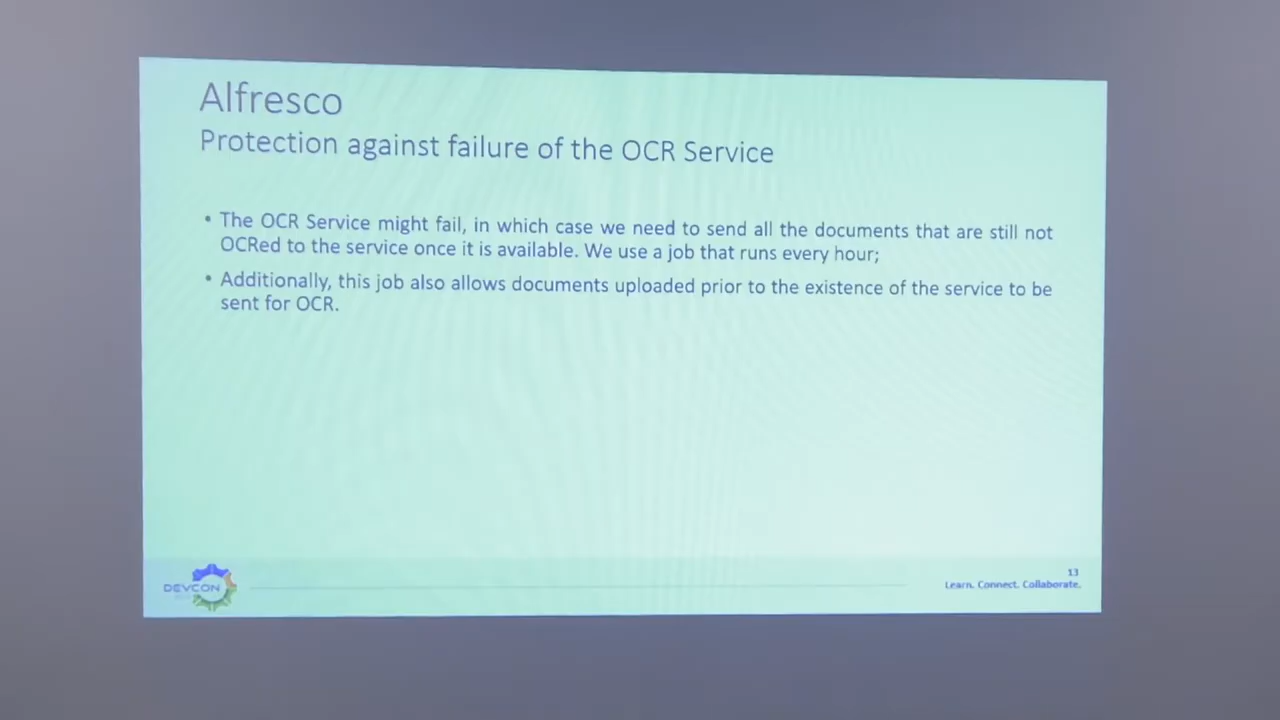 Alfresco
Protection against failure of the OCR Service
• The OCR Service might fail, in which case we need to send all the documents that are still not
OCRed to the service once it is available. We use a job that runs every hour;
• Additionally, this job also allows documents uploaded prior to the existence of the service to be
sent for OCR.
DEVCON
13
Learn. Connect. Collaborate.